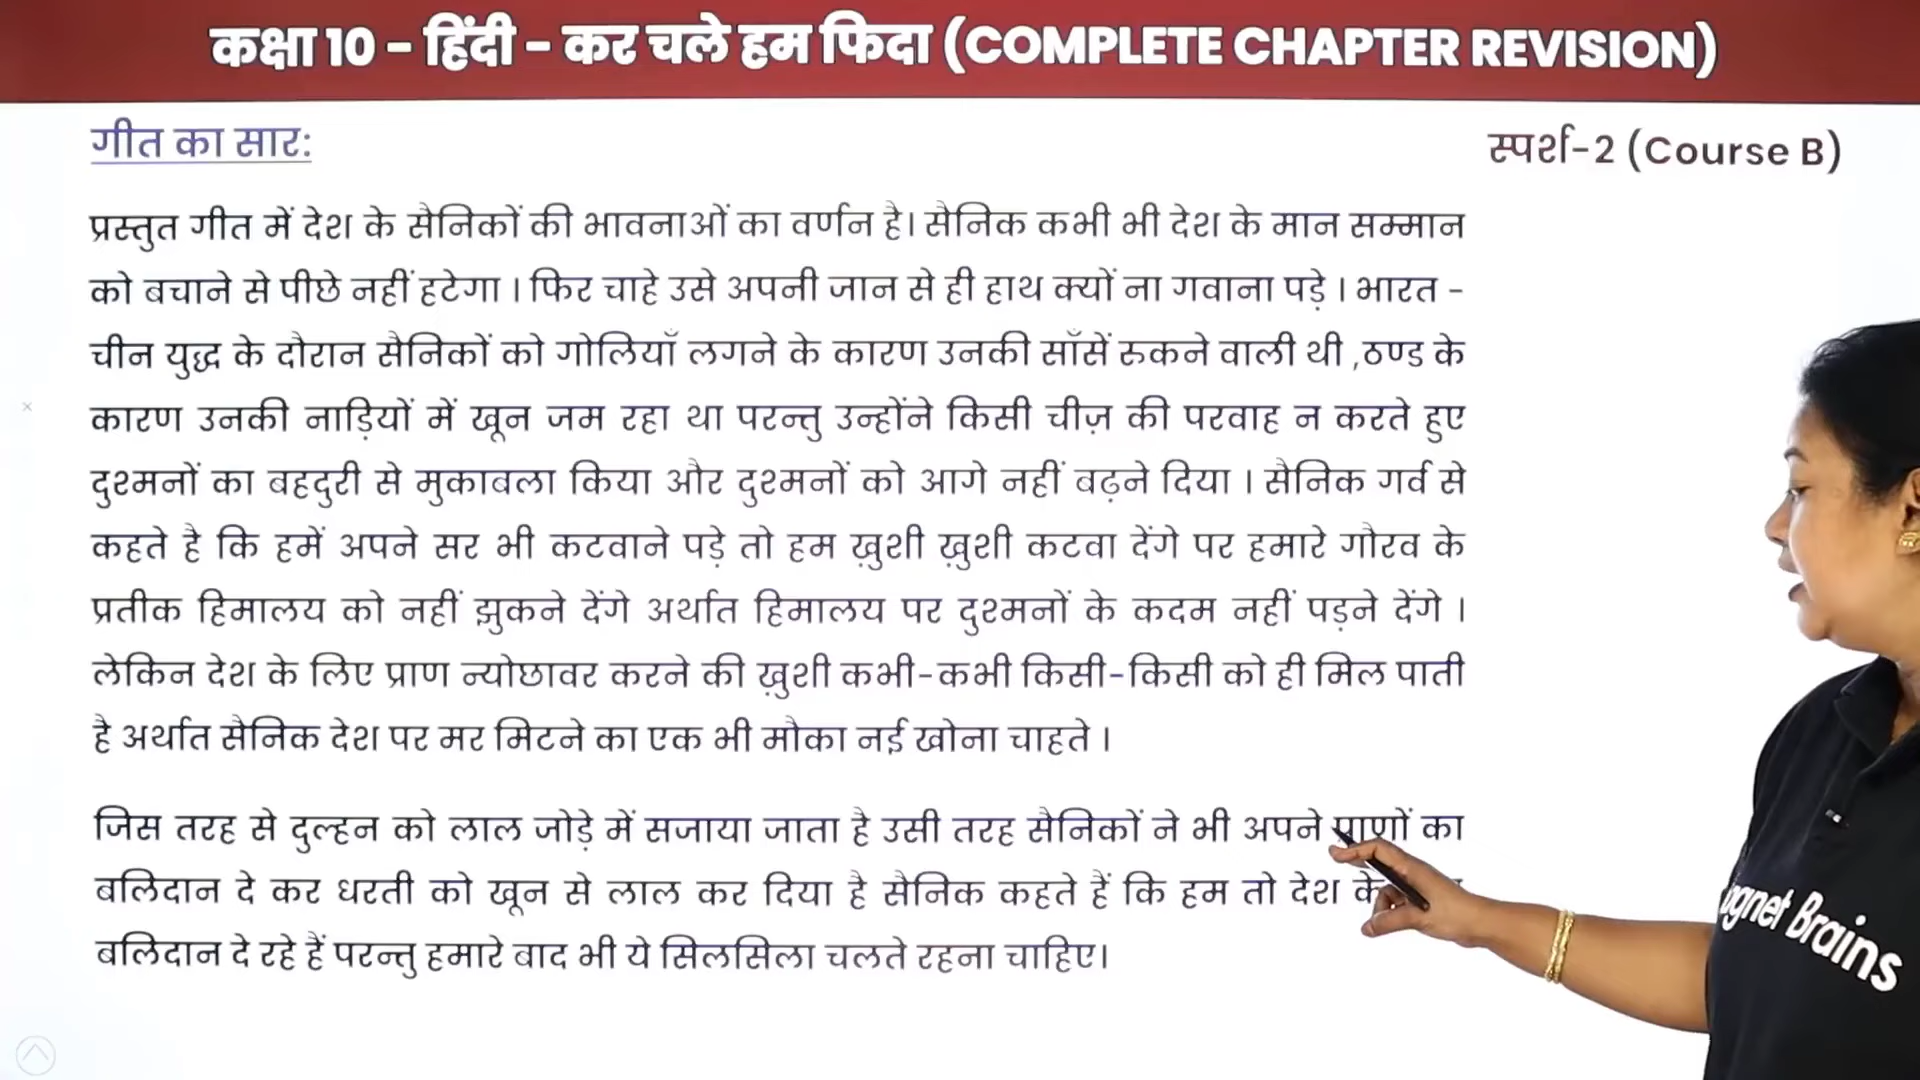 कक्षा 10 - हिंदी - कर चले हम फिदा (COMPLETE CHAPTER REVISION)
गीत का सार:
स्पर्श-2 (Course B)
प्रस्तुत गीत में देश के सैनिकों की भावनाओं का वर्णन है। सैनिक कभी भी देश के मान सम्मान
को बचाने से पीछे नहीं हटेगा । फिर चाहे उसे अपनी जान से ही हाथ क्यों ना गवाना पड़े । भारत -
चीन युद्ध के दौरान सैनिकों को गोलियाँ लगने के कारण उनकी साँसें रुकने वाली थी ,ठण्ड के
कारण उनकी नाड़ियों में खून जम रहा था परन्तु उन्होंने किसी चीज़ की परवाह न करते हुए
दुश्मनों का बहदुरी से मुकाबला किया और दुश्मनों को आगे नहीं बढ़ने दिया । सैनिक गर्व से
कहते है कि हमें अपने सर भी कटवाने पड़े तो हम ख़ुशी ख़ुशी कटवा देंगे पर हमारे गौरव के
प्रतीक हिमालय को नहीं झुकने देंगे अर्थात हिमालय पर दुश्मनों के कदम नहीं पड़ने देंगे ।
लेकिन देश के लिए प्राण न्योछावर करने की ख़ुशी कभी-कभी किसी-किसी को ही मिल पाती
है अर्थात सैनिक देश पर मर मिटने का एक भी मौका नई खोना चाहते ।
जिस तरह से दुल्हन को लाल जोड़े में सजाया जाता है उसी तरह सैनिकों ने भी अपने प्राणों का
बलिदान दे कर धरती को खून से लाल कर दिया है सैनिक कहते हैं कि हम तो देश के
बलिदान दे रहे हैं परन्तु हमारे बाद भी ये सिलसिला चलते रहना चाहिए।
Brains